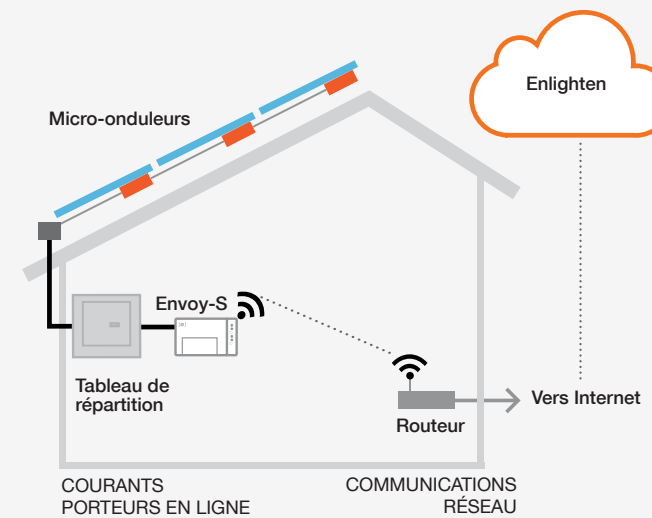 Enlighten
Micro-onduleurs
Envoy-S
Tableau de
répartition
Routeur
Vers Internet
COURANTS
PORTEURS EN LIGNE
COMMUNICATIONS
RÉSEAU